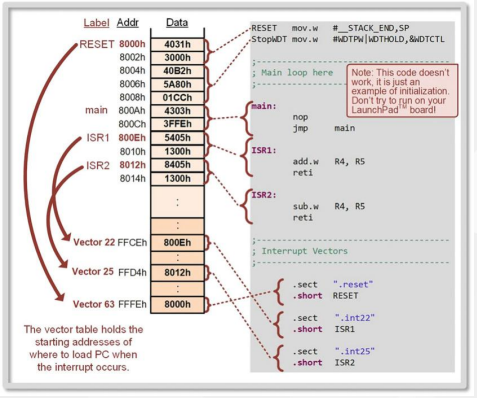 Label Addr Data
RESET 8000h 4031h
8002h 3000h
8004h 40B2h
8006h 5A80h
8008h 01CCh
main 800Ah 4303h
800Ch 3FFEh
ISR1 800Eh 5405h
8010h 1300h
ISR2 8012h 8405h
8014h 1300h
:
:
Vector 22 FFCEh 800Eh
:
Vector 25 FFD4h 8012h
:
Vector 63 FFFEh 8000h
The vector table holds the
starting addresses of
where to load PC when
the interrupt occurs.
RESET mov.w #__STACK_END,SP
StopWDT mov.w #WDTPW|WDTHOLD,&WDTCTL
;----------------------------
; Main loop here
;----------------------------
Note: This code doesn't
work, it is just an
example of initialization.
Don't try to run on your
LaunchPad™ board!
main:
nop
jmp main
ISR1:
add.w R4, R5
reti
ISR2:
sub.w R4, R5
reti
;----------------------------
; Interrupt Vectors
;----------------------------
.sect ".reset"
.short RESET
.sect ".int22"
.short ISR1
.sect ".int25"
.short ISR2